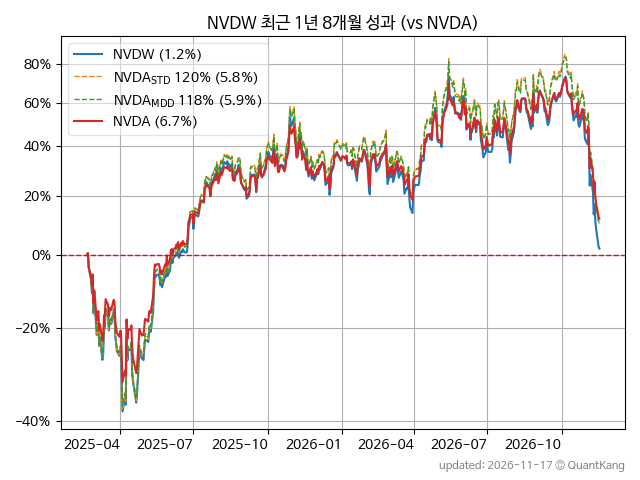 NVDW 최근 1년 8개월 성과 (vs NVDA)
NVDW (1.2%)
NVDA_STD 120% (5.8%)
NVDA_MDD 118% (5.9%)
NVDA (6.7%)
80%
60%
40%
20%
0%
−20%
−40%
2025−04
2025−07
2025−10
2026−01
2026−04
2026−07
2026−10
updated: 2026-11-17 © QuantKang